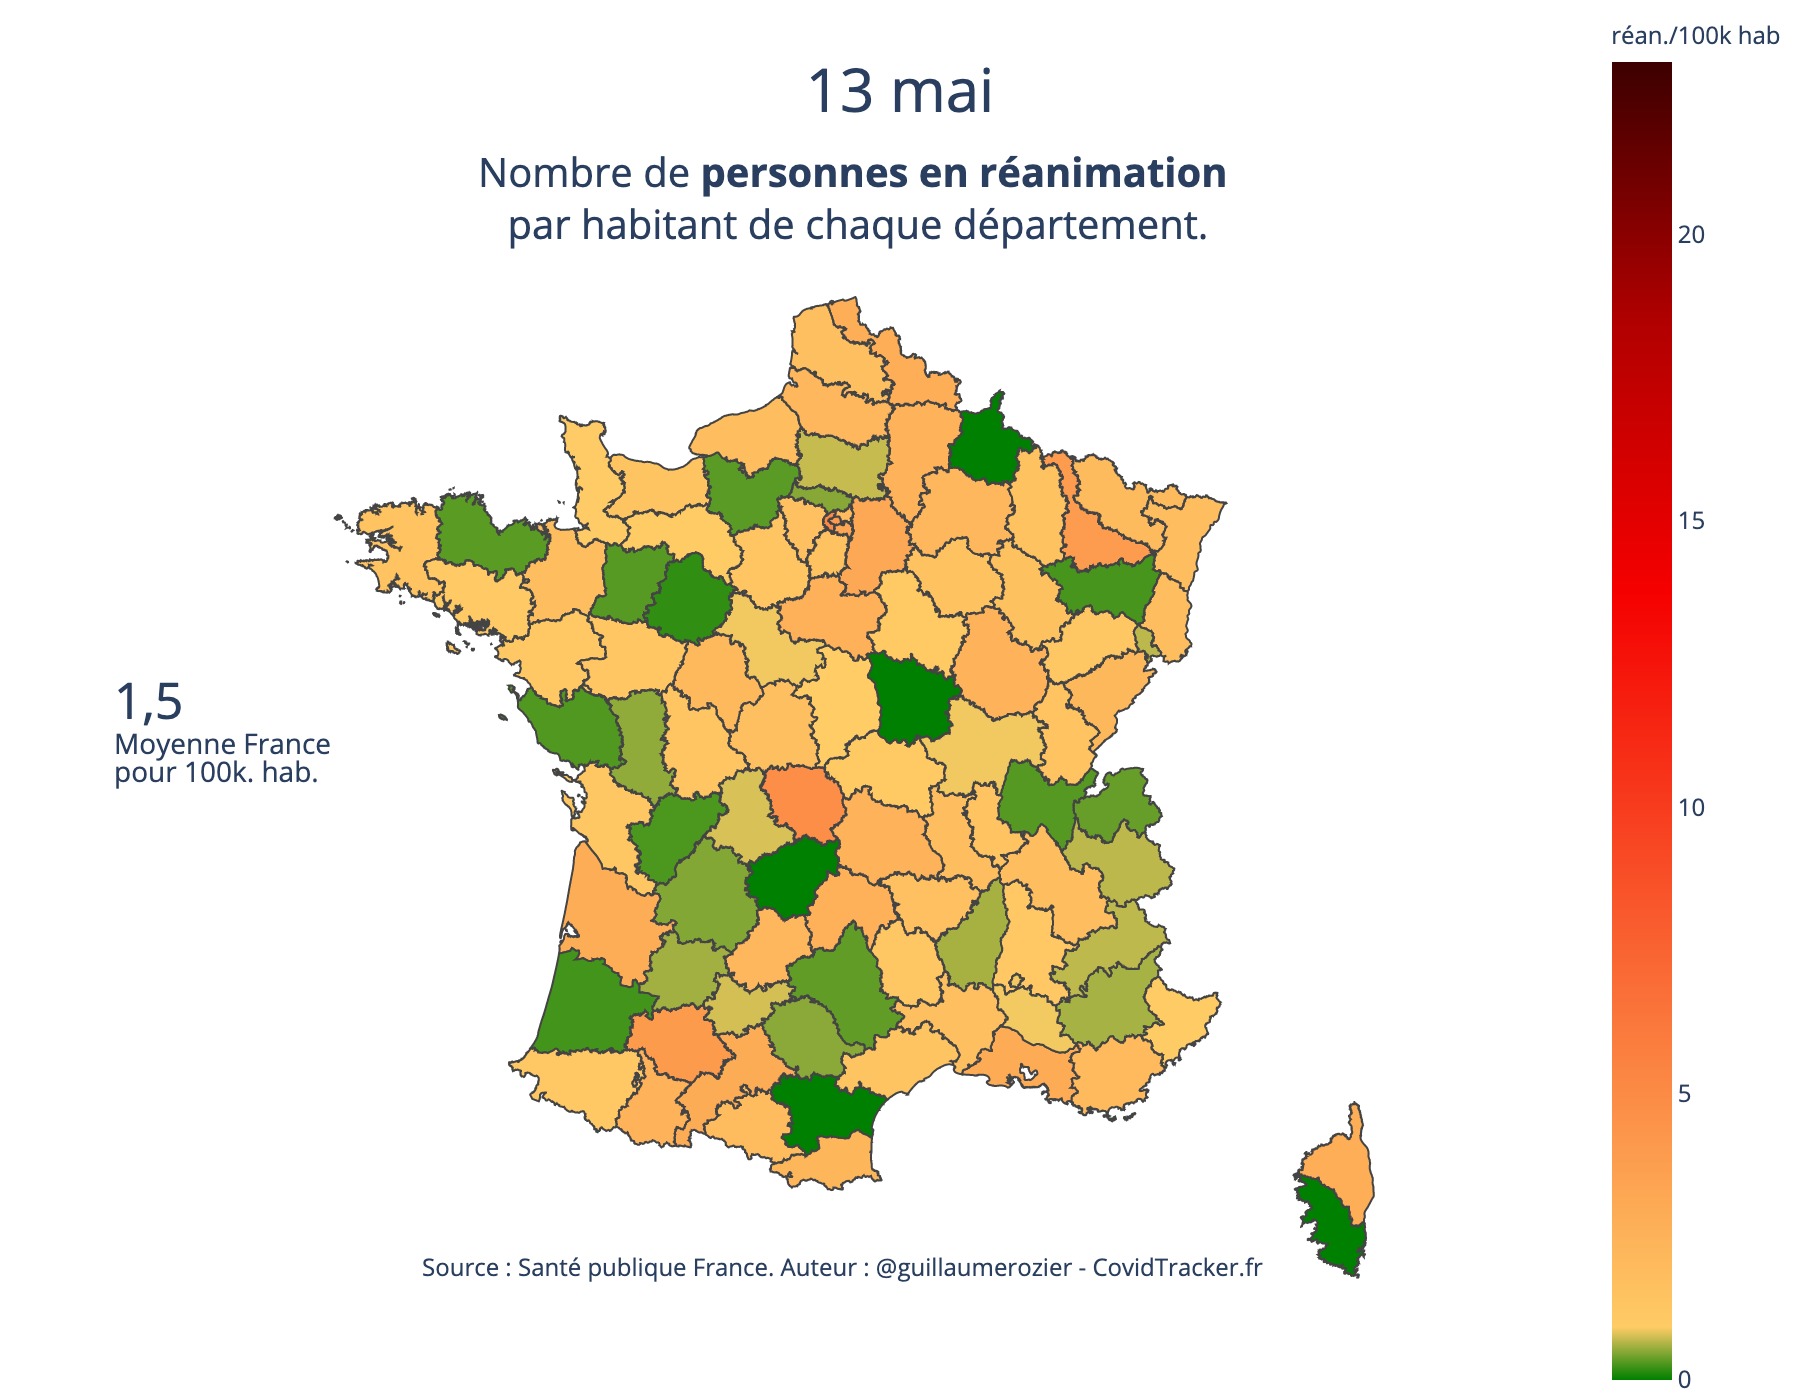 réan./100k hab
13 mai
Nombre de personnes en réanimation
par habitant de chaque département.
20
15
1,5
Moyenne France
pour 100k. hab.
10
5
Source : Santé publique France. Auteur : @guillaumerozier - CovidTracker.fr
0